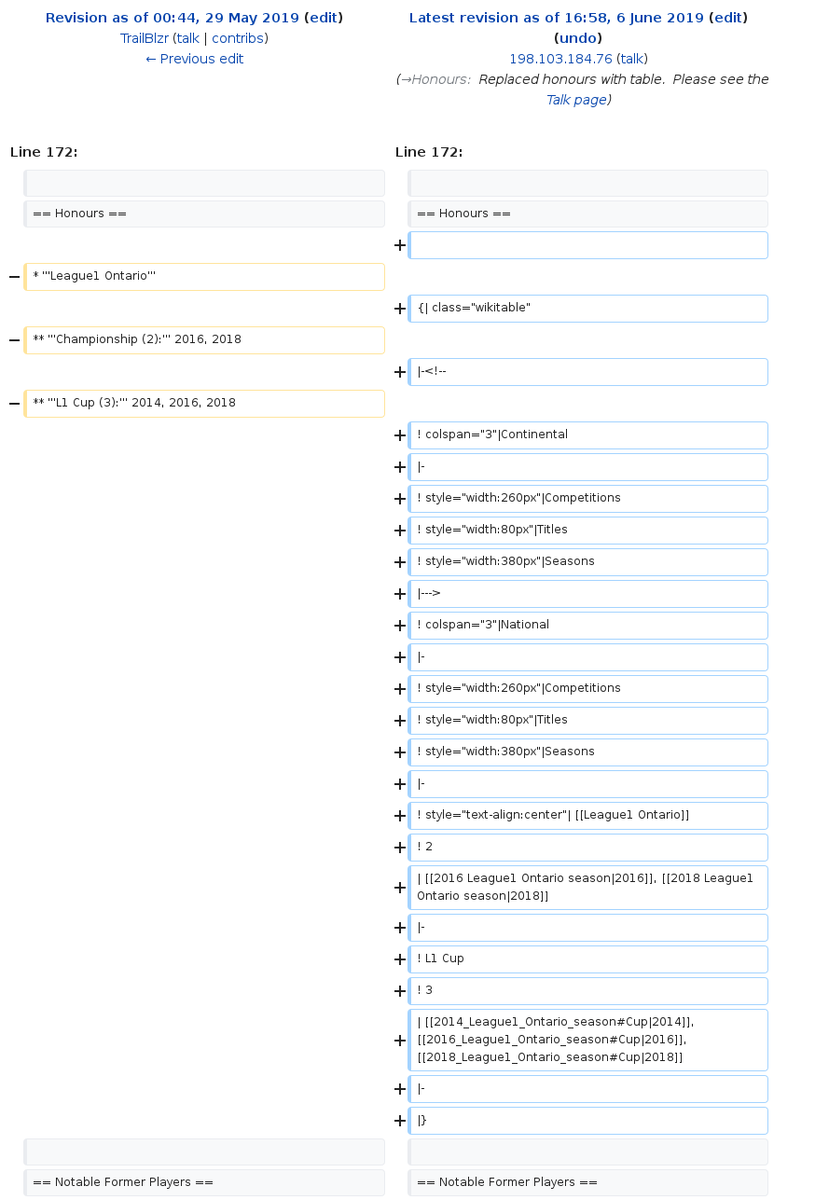 Revision as of 00:44, 29 May 2019 (edit)
TrailBlzr (talk | contribs)
← Previous edit
Latest revision as of 16:58, 6 June 2019 (edit)
(undo)
198.103.184.76 (talk)
(→Honours: Replaced honours with table. Please see the
Talk page)
Line 172:
Line 172:
== Honours ==
== Honours ==
+
− * '''League1 Ontario'''
+ {| class="wikitable"
− ** '''Championship (2):''' 2016, 2018
+ |-<!--
− ** '''L1 Cup (3):''' 2014, 2016, 2018
+ ! colspan="3"|Continental
+ |-
+ ! style="width:260px"|Competitions
+ ! style="width:80px"|Titles
+ ! style="width:380px"|Seasons
+ |--->
+ ! colspan="3"|National
+ |-
+ ! style="width:260px"|Competitions
+ ! style="width:80px"|Titles
+ ! style="width:380px"|Seasons
+ |-
+ ! style="text-align:center"| [[League1 Ontario]]
+ ! 2
+ | [[2016 League1 Ontario season|2016]], [[2018 League1
Ontario season|2018]]
+ |-
+ ! L1 Cup
+ ! 3
+ | [[2014_League1_Ontario_season#Cup|2014]],
[[2016_League1_Ontario_season#Cup|2016]],
[[2018_League1_Ontario_season#Cup|2018]]
+ |-
+ |}
== Notable Former Players ==
== Notable Former Players ==